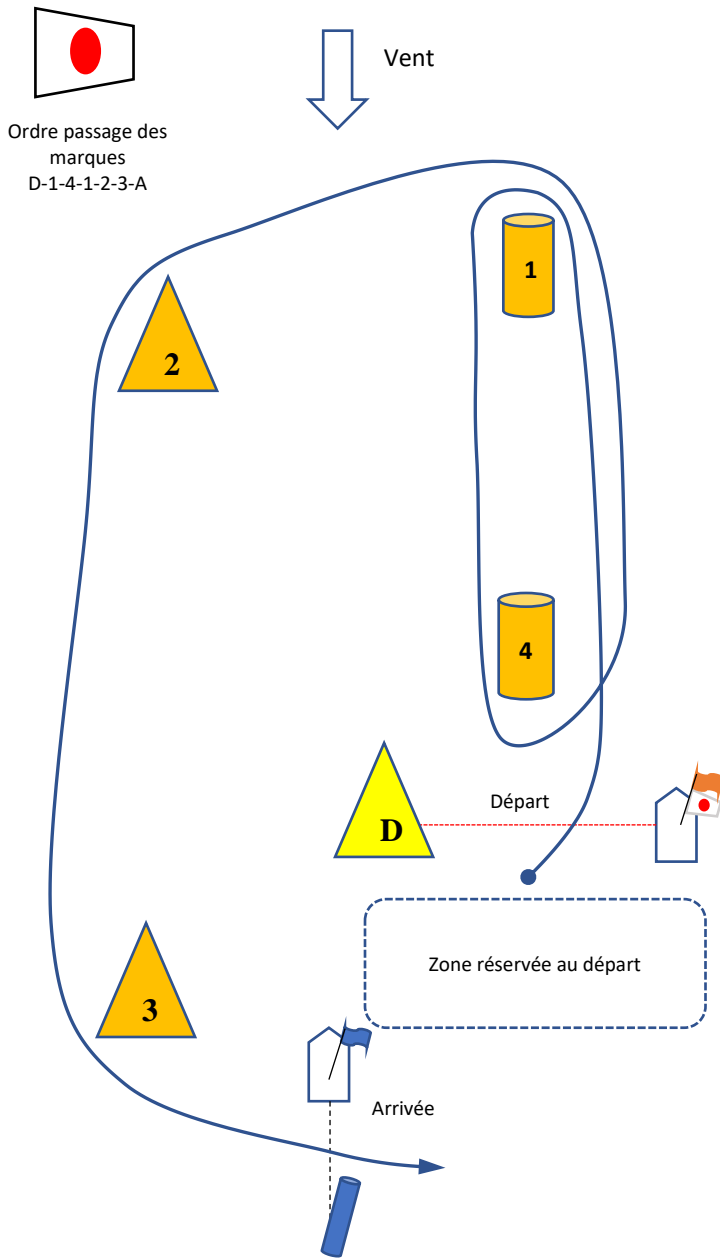 Vent
Ordre passage des
marques
D-1-4-1-2-3-A
1
2
4
Départ
D
Zone réservée au départ
3
Arrivée